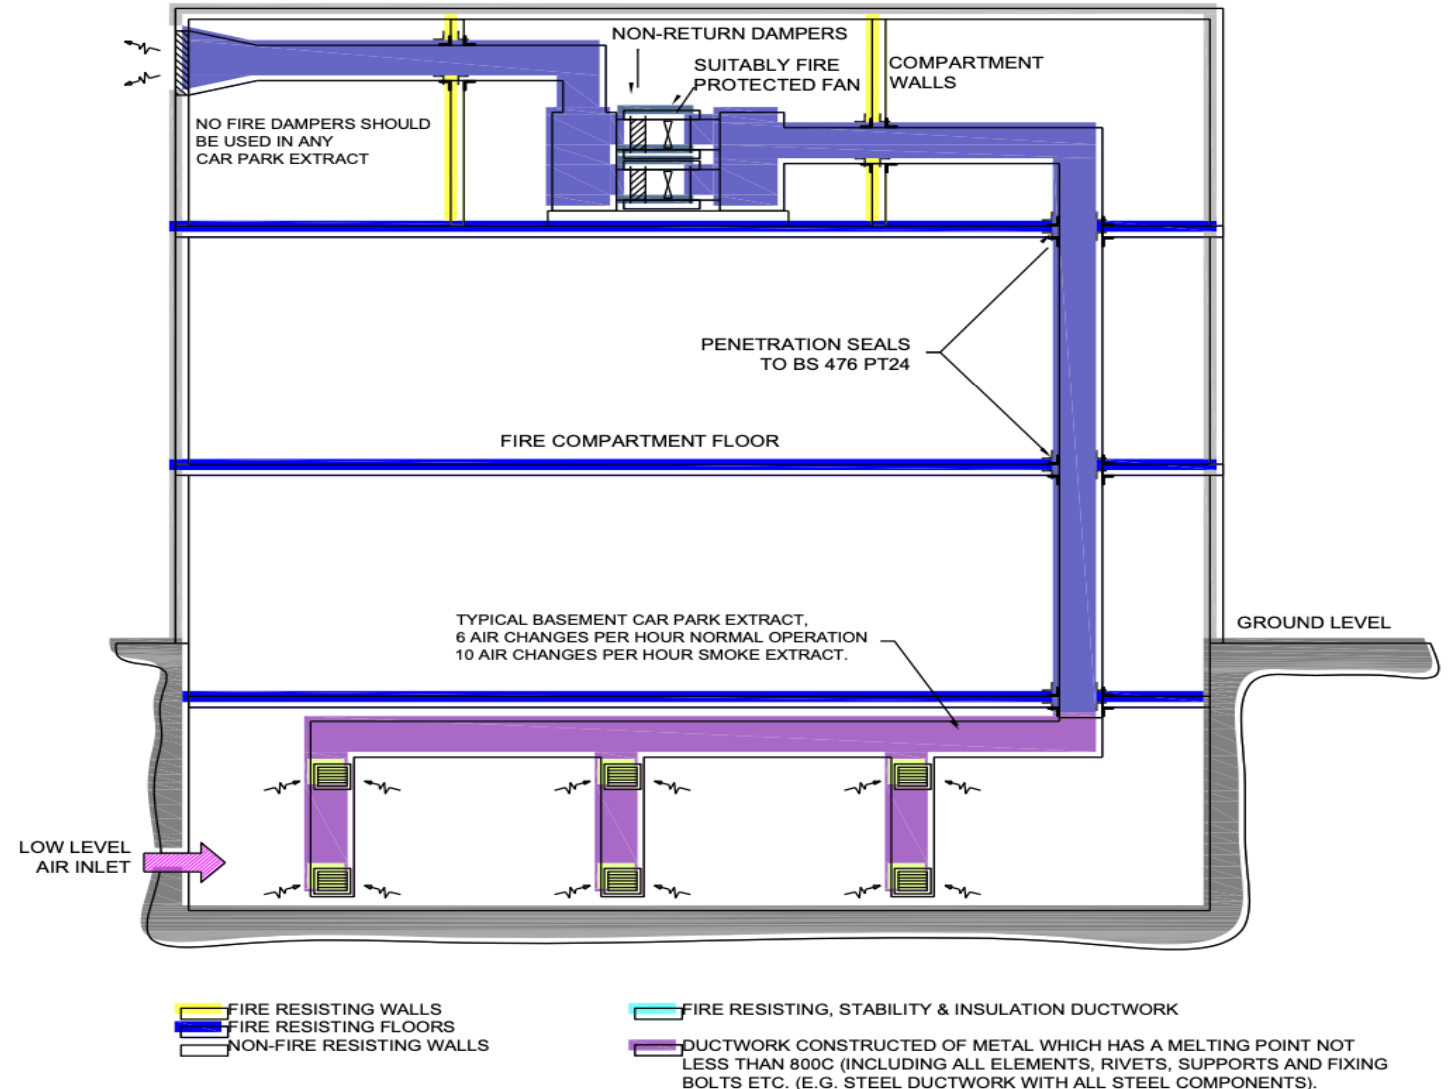 NON-RETURN DAMPERS
SUITABLY FIRE
PROTECTED FAN
COMPARTMENT
WALLS
NO FIRE DAMPERS SHOULD
BE USED IN ANY
CAR PARK EXTRACT
PENETRATION SEALS
TO BS 476 PT24
FIRE COMPARTMENT FLOOR
TYPICAL BASEMENT CAR PARK EXTRACT,
6 AIR CHANGES PER HOUR NORMAL OPERATION
10 AIR CHANGES PER HOUR SMOKE EXTRACT.
GROUND LEVEL
LOW LEVEL
AIR INLET
FIRE RESISTING WALLS
FIRE RESISTING FLOORS
NON-FIRE RESISTING WALLS
FIRE RESISTING, STABILITY & INSULATION DUCTWORK
DUCTWORK CONSTRUCTED OF METAL WHICH HAS A MELTING POINT NOT
LESS THAN 800C (INCLUDING ALL ELEMENTS, RIVETS, SUPPORTS AND FIXING
BOLTS ETC. (E.G. STEEL DUCTWORK WITH ALL STEEL COMPONENTS).